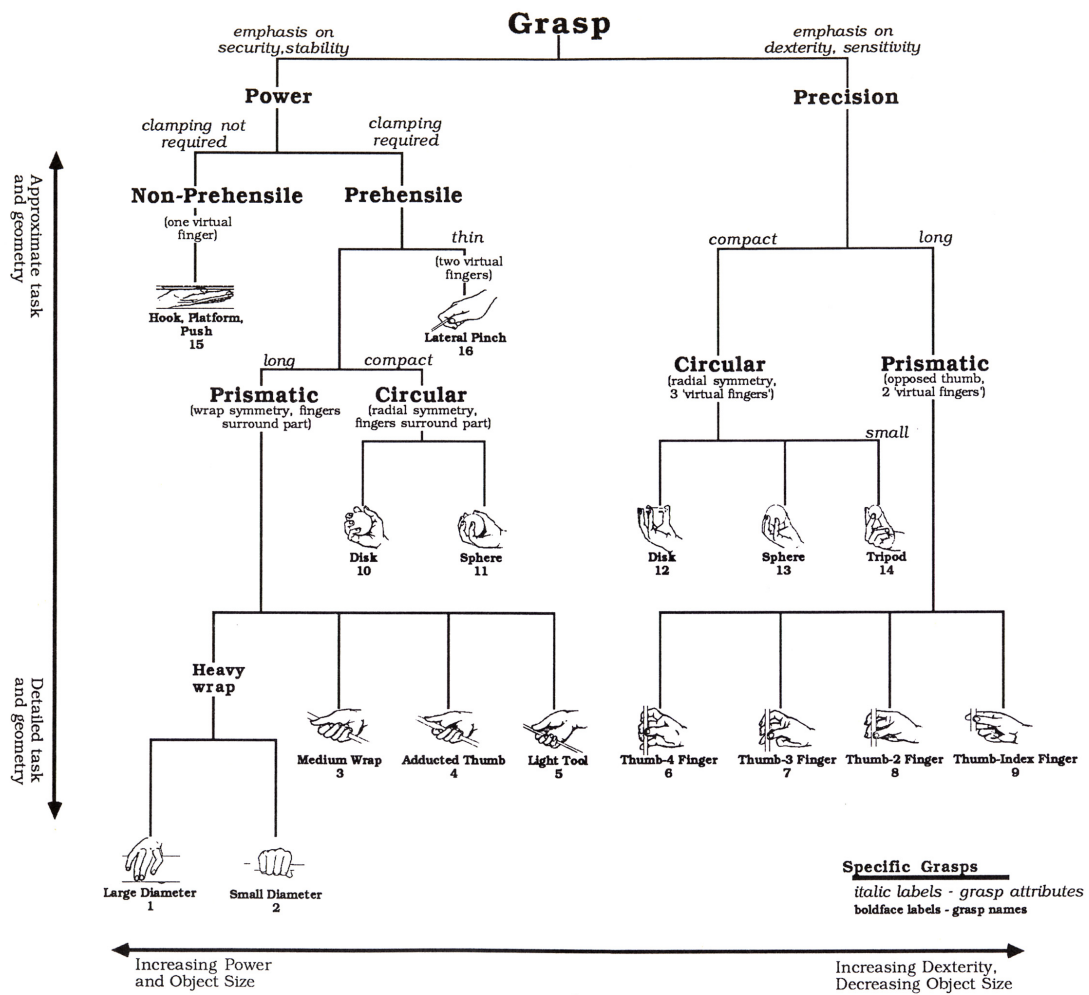 Grasp
emphasis on
security,stability
emphasis on
dexterity, sensitivity
Power
Precision
clamping not
required
clamping
required
Non-Prehensile
(one virtual
finger)
Prehensile
thin
(two virtual
fingers)
compact
long
Hook, Platform,
Push
15
Lateral Pinch
16
long
compact
Prismatic
(wrap symmetry, fingers
surround part)
Circular
(radial symmetry,
fingers surround part)
Circular
(radial symmetry,
3 'virtual fingers')
Prismatic
(opposed thumb,
2 'virtual fingers')
small
Disk
10
Sphere
11
Disk
12
Sphere
13
Tripod
14
Heavy
wrap
Medium Wrap
3
Adducted Thumb
4
Light Tool
5
Thumb-4 Finger
6
Thumb-3 Finger
7
Thumb-2 Finger
8
Thumb-Index Finger
9
Large Diameter
1
Small Diameter
2
Approximate task
and geometry
Detailed task
and geometry
Specific Grasps
italic labels - grasp attributes
boldface labels - grasp names
Increasing Power
and Object Size
Increasing Dexterity,
Decreasing Object Size